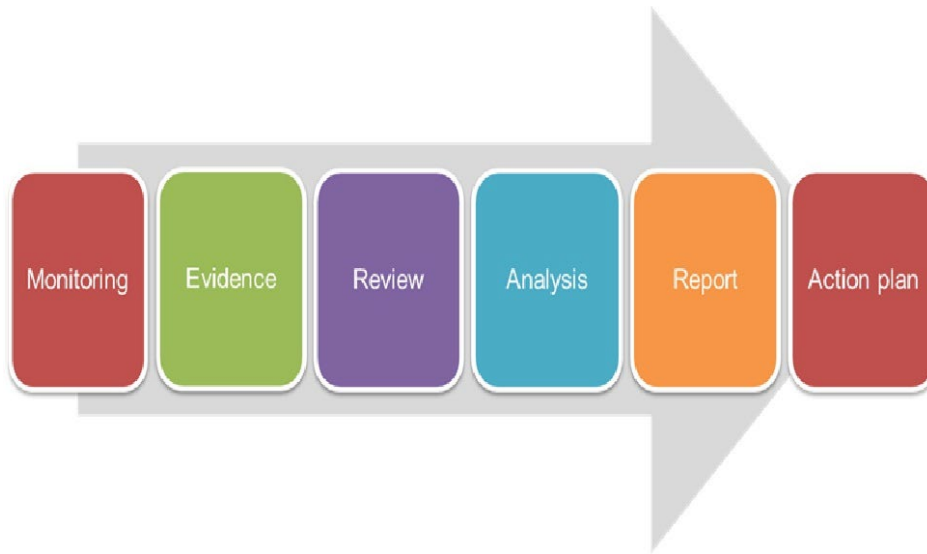 Monitoring
Evidence
Review
Analysis
Report
Action plan